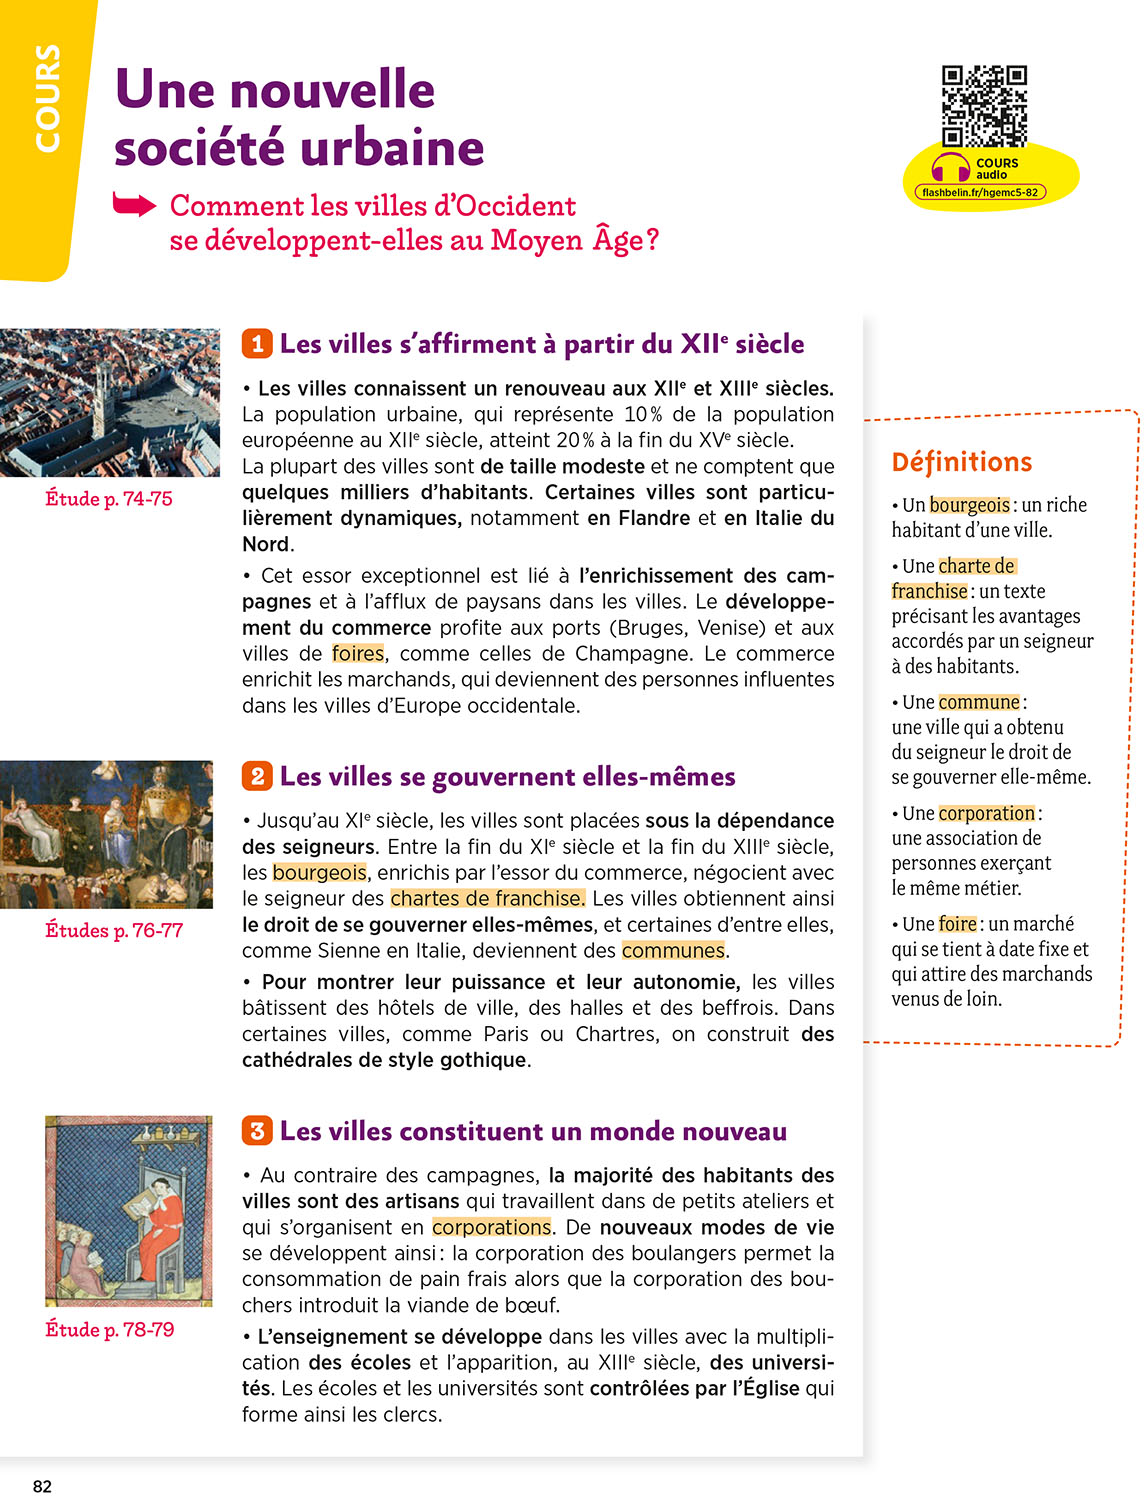 COURS
Une nouvelle
société urbaine
Comment les villes d’Occident
se développent-elles au Moyen Âge ?
COURS
audio
flashbelin.fr/hgemc5-82
Étude p. 74-75
1 Les villes s’affirment à partir du XIIe siècle
• Les villes connaissent un renouveau aux XIIe et XIIIe siècles.
La population urbaine, qui représente 10 % de la population
européenne au XIIe siècle, atteint 20 % à la fin du XVe siècle.
La plupart des villes sont de taille modeste et ne comptent que
quelques milliers d’habitants. Certaines villes sont particu-
lièrement dynamiques, notamment en Flandre et en Italie du
Nord.
• Cet essor exceptionnel est lié à l’enrichissement des cam-
pagnes et à l’afflux de paysans dans les villes. Le développe-
ment du commerce profite aux ports (Bruges, Venise) et aux
villes de foires, comme celles de Champagne. Le commerce
enrichit les marchands, qui deviennent des personnes influentes
dans les villes d’Europe occidentale.
Études p. 76-77
2 Les villes se gouvernent elles-mêmes
• Jusqu’au XIe siècle, les villes sont placées sous la dépendance
des seigneurs. Entre la fin du XIe siècle et la fin du XIIIe siècle,
les bourgeois, enrichis par l’essor du commerce, négocient avec
le seigneur des chartes de franchise. Les villes obtiennent ainsi
le droit de se gouverner elles-mêmes, et certaines d’entre elles,
comme Sienne en Italie, deviennent des communes.
• Pour montrer leur puissance et leur autonomie, les villes
bâtissent des hôtels de ville, des halles et des beffrois. Dans
certaines villes, comme Paris ou Chartres, on construit des
cathédrales de style gothique.
Étude p. 78-79
3 Les villes constituent un monde nouveau
• Au contraire des campagnes, la majorité des habitants des
villes sont des artisans qui travaillent dans de petits ateliers et
qui s’organisent en corporations. De nouveaux modes de vie
se développent ainsi : la corporation des boulangers permet la
consommation de pain frais alors que la corporation des bou-
chers introduit la viande de bœuf.
• L’enseignement se développe dans les villes avec la multipli-
cation des écoles et l’apparition, au XIIIe siècle, des universi-
tés. Les écoles et les universités sont contrôlées par l’Église qui
forme ainsi les clercs.
Définitions
• Un bourgeois : un riche
habitant d’une ville.
• Une charte de
franchise : un texte
précisant les avantages
accordés par un seigneur
à des habitants.
• Une commune :
une ville qui a obtenu
du seigneur le droit de
se gouverner elle-même.
• Une corporation :
une association de
personnes exerçant
le même métier.
• Une foire : un marché
qui se tient à date fixe et
qui attire des marchands
venus de loin.
82